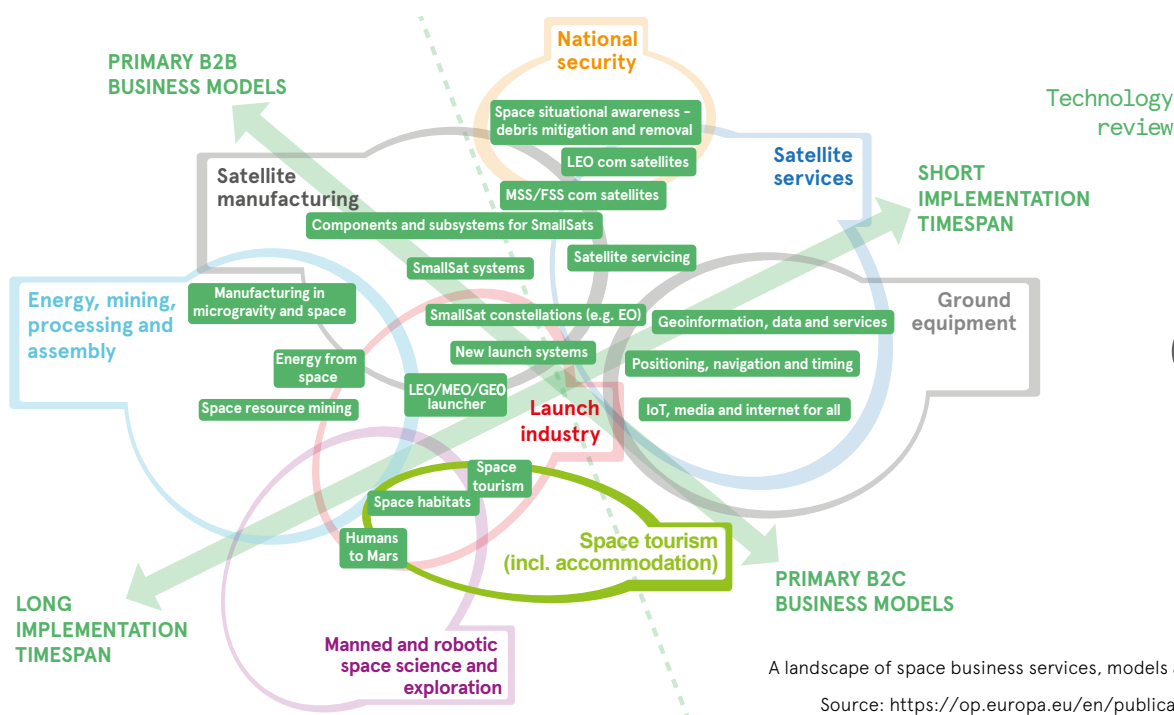 PRIMARY B2B
BUSINESS MODELS
National
security
Technology
review
Space situational awareness –
debris mitigation and removal
LEO com satellites
Satellite
services
MSS/FSS com satellites
Satellite
manufacturing
SHORT
IMPLEMENTATION
TIMESPAN
Components and subsystems for SmallSats
SmallSat systems
Satellite servicing
Energy, mining,
processing and
assembly
Manufacturing in
microgravity and space
SmallSat constellations (e.g. EO)
Geoinformation, data and services
Ground
equipment
New launch systems
Positioning, navigation and timing
Energy from
space
LEO/MEO/GEO
launcher
Space resource mining
Launch
industry
IoT, media and internet for all
Space
tourism
Space habitats
Humans
to Mars
Space tourism
(incl. accommodation)
PRIMARY B2C
BUSINESS MODELS
LONG
IMPLEMENTATION
TIMESPAN
Manned and robotic
space science and
exploration
A landscape of space business services, models
Source: https://op.europa.eu/en/publica